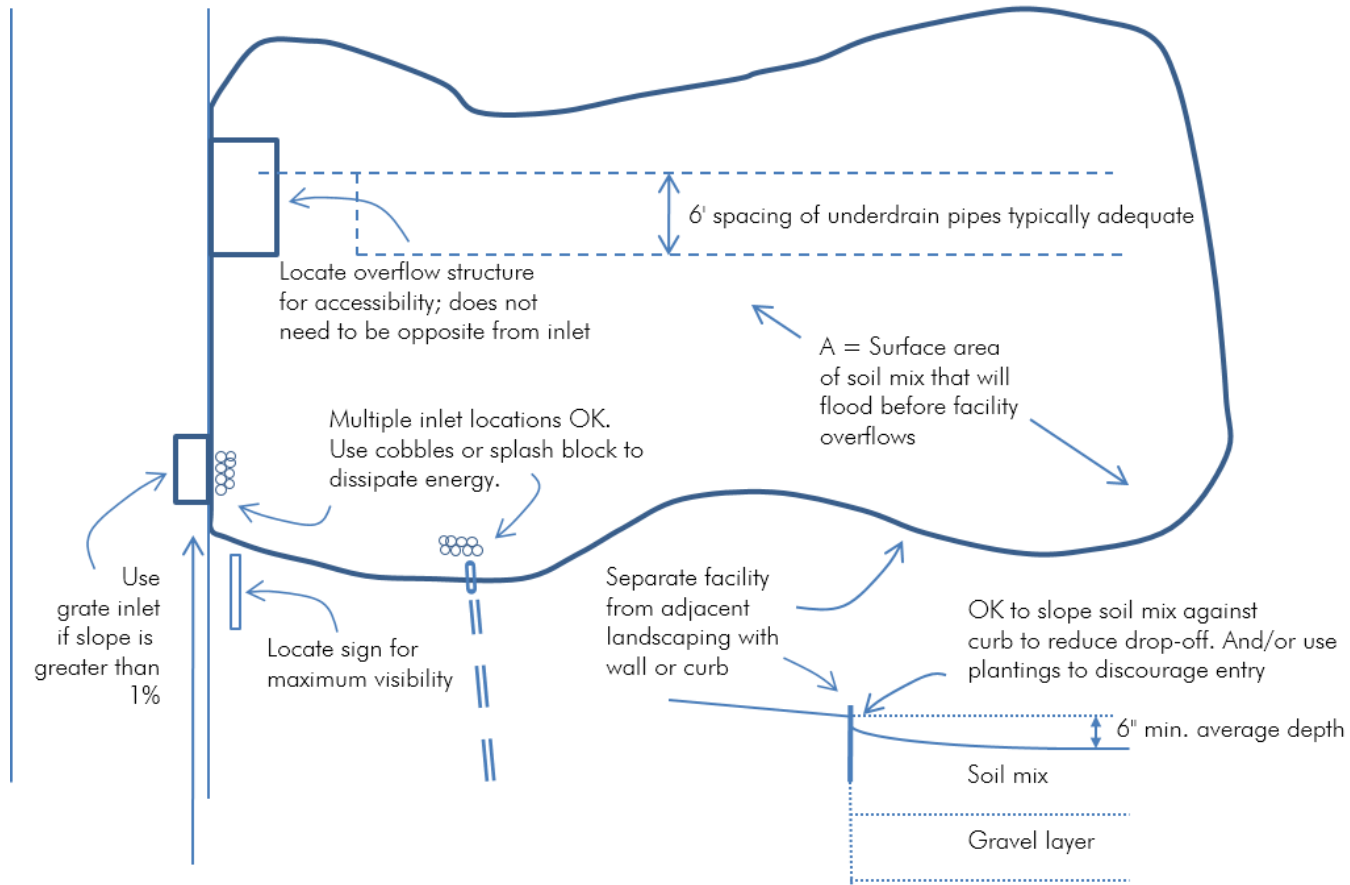 6' spacing of underdrain pipes typically adequate
Locate overflow structure
for accessibility; does not
need to be opposite from inlet
A = Surface area
of soil mix that will
flood before facility
overflows
Multiple inlet locations OK.
Use cobbles or splash block to
dissipate energy.
Use
grate inlet
if slope is
greater than
1%
Locate sign for
maximum visibility
Separate facility
from adjacent
landscaping with
wall or curb
OK to slope soil mix against
curb to reduce drop-off. And/or use
plantings to discourage entry
6" min. average depth
Soil mix
Gravel layer